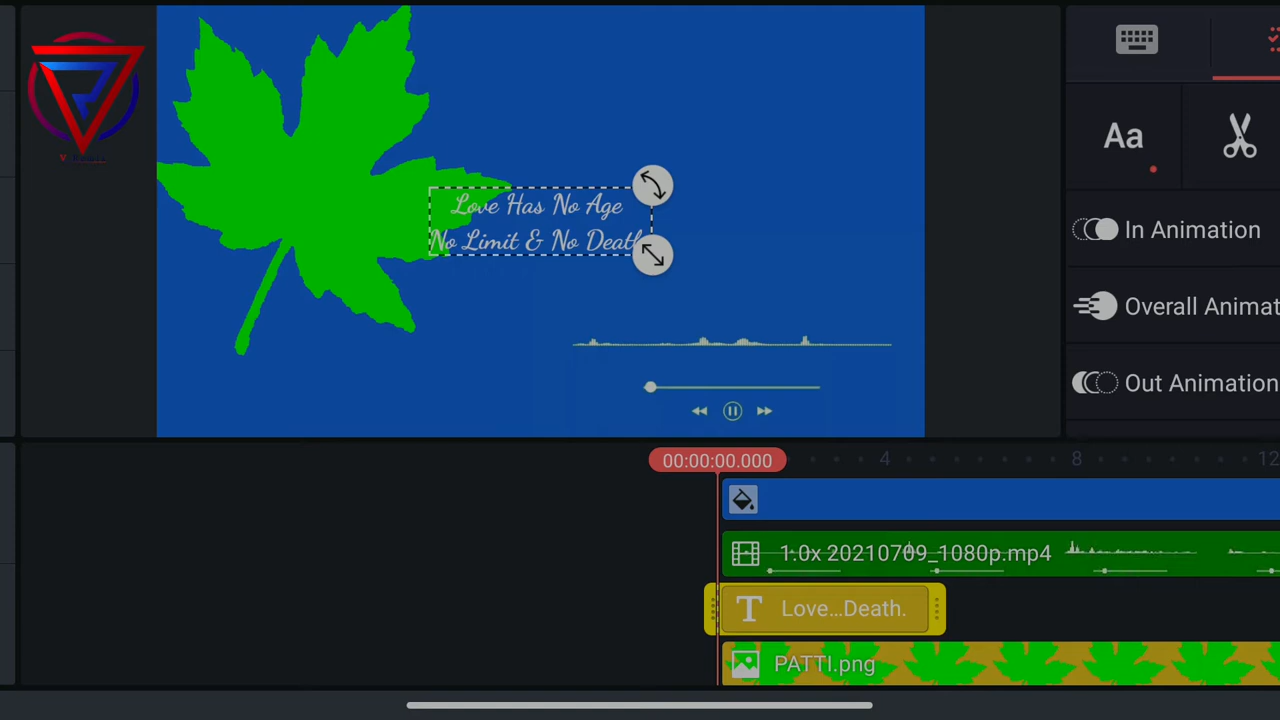 Love Has No Age
No Limit & No Death
Aa
In Animation
Overall Animat
Out Animation
00:00:00.000
4
8
12
1.0x 20210709_1080p.mp4
T Love...Death.
PATTI.png